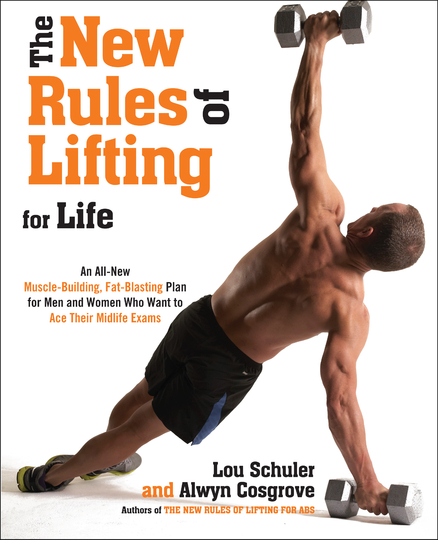 The New
Rules of
Lifting
for Life
An All-New
Muscle-Building, Fat-Blasting Plan
for Men and Women Who Want to
Ace Their Midlife Exams
Lou Schuler
and Alwyn Cosgrove
Authors of THE NEW RULES OF LIFTING FOR ABS